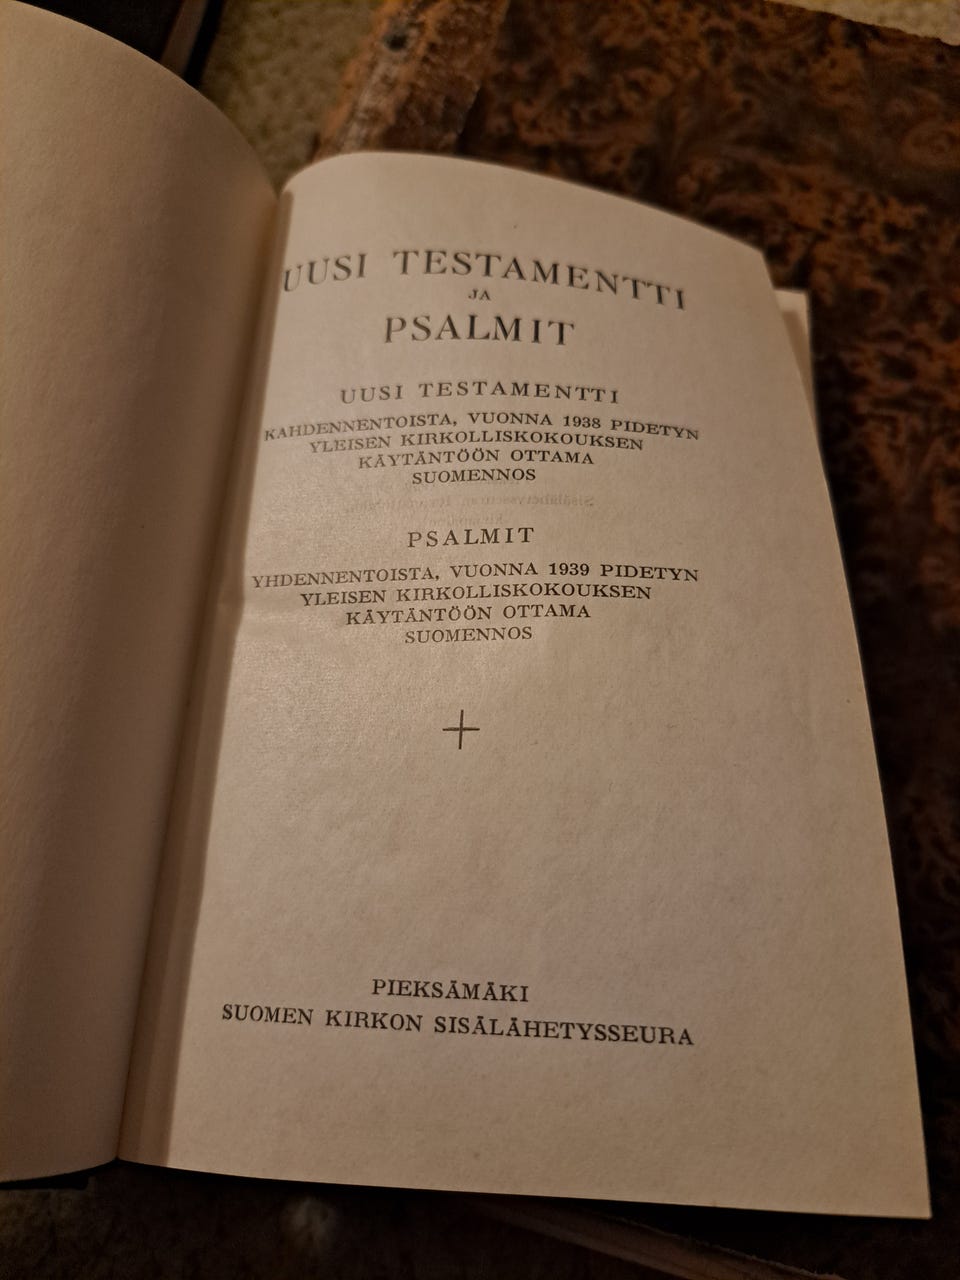 UUSI TESTAMENTTI
JA
PSALMIT
UUSI TESTAMENTTI
KAHDENNENTOISTA, VUONNA 1938 PIDETYN
YLEISEN KIRKOLLISKOKOUKSEN
KÄYTÄNTÖÖN OTTAMA
SUOMENNOS
PSALMIT
YHDENNENTOISTA, VUONNA 1939 PIDETYN
YLEISEN KIRKOLLISKOKOUKSEN
KÄYTÄNTÖÖN OTTAMA
SUOMENNOS
PIEKSÄMÄKI
SUOMEN KIRKON SISÄLÄHETYSSEURA